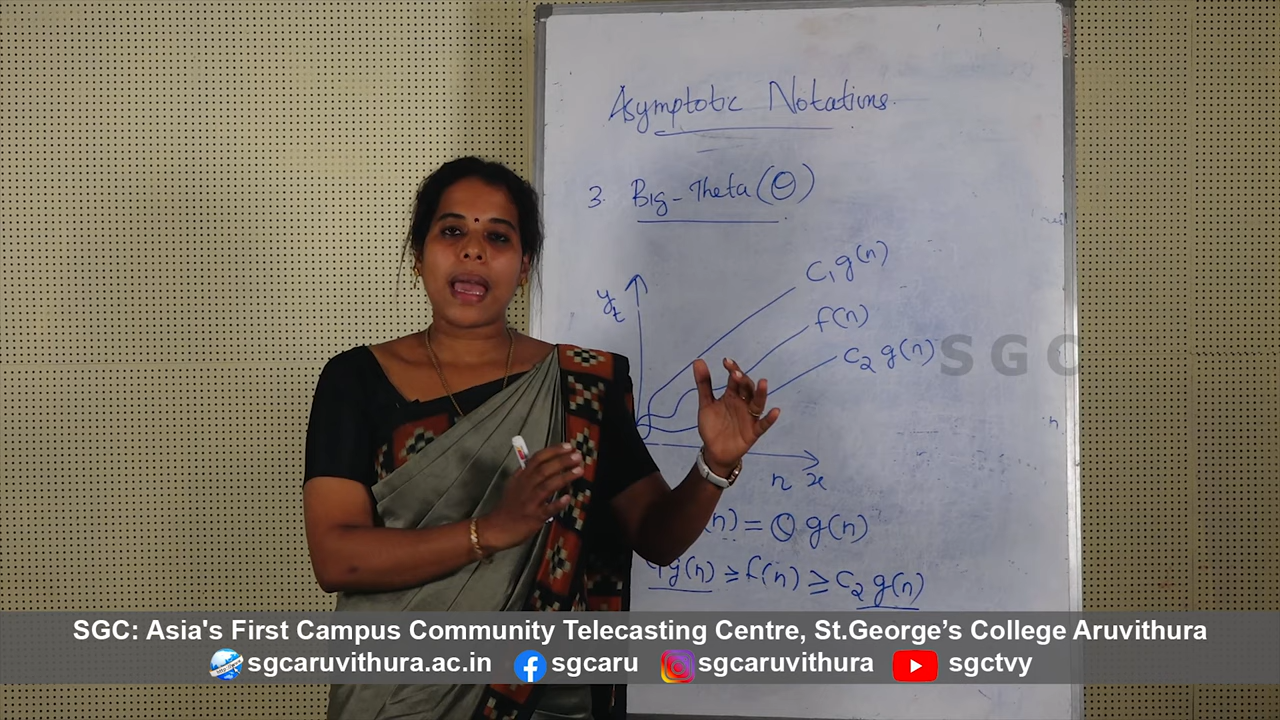 Asymptotic Notations.
3. Big-Theta (Θ)
C₁g(n)
y
t
f(n)
C₂ g(n)
SGC
n x
(n) = Θ g(n)
g(n) ≥ f(n) ≥ C₂ g(n)
SGC: Asia's First Campus Community Telecasting Centre, St.George’s College Aruvithura
sgcaruvithura.ac.in sgcaru sgcaruvithura sgctvy